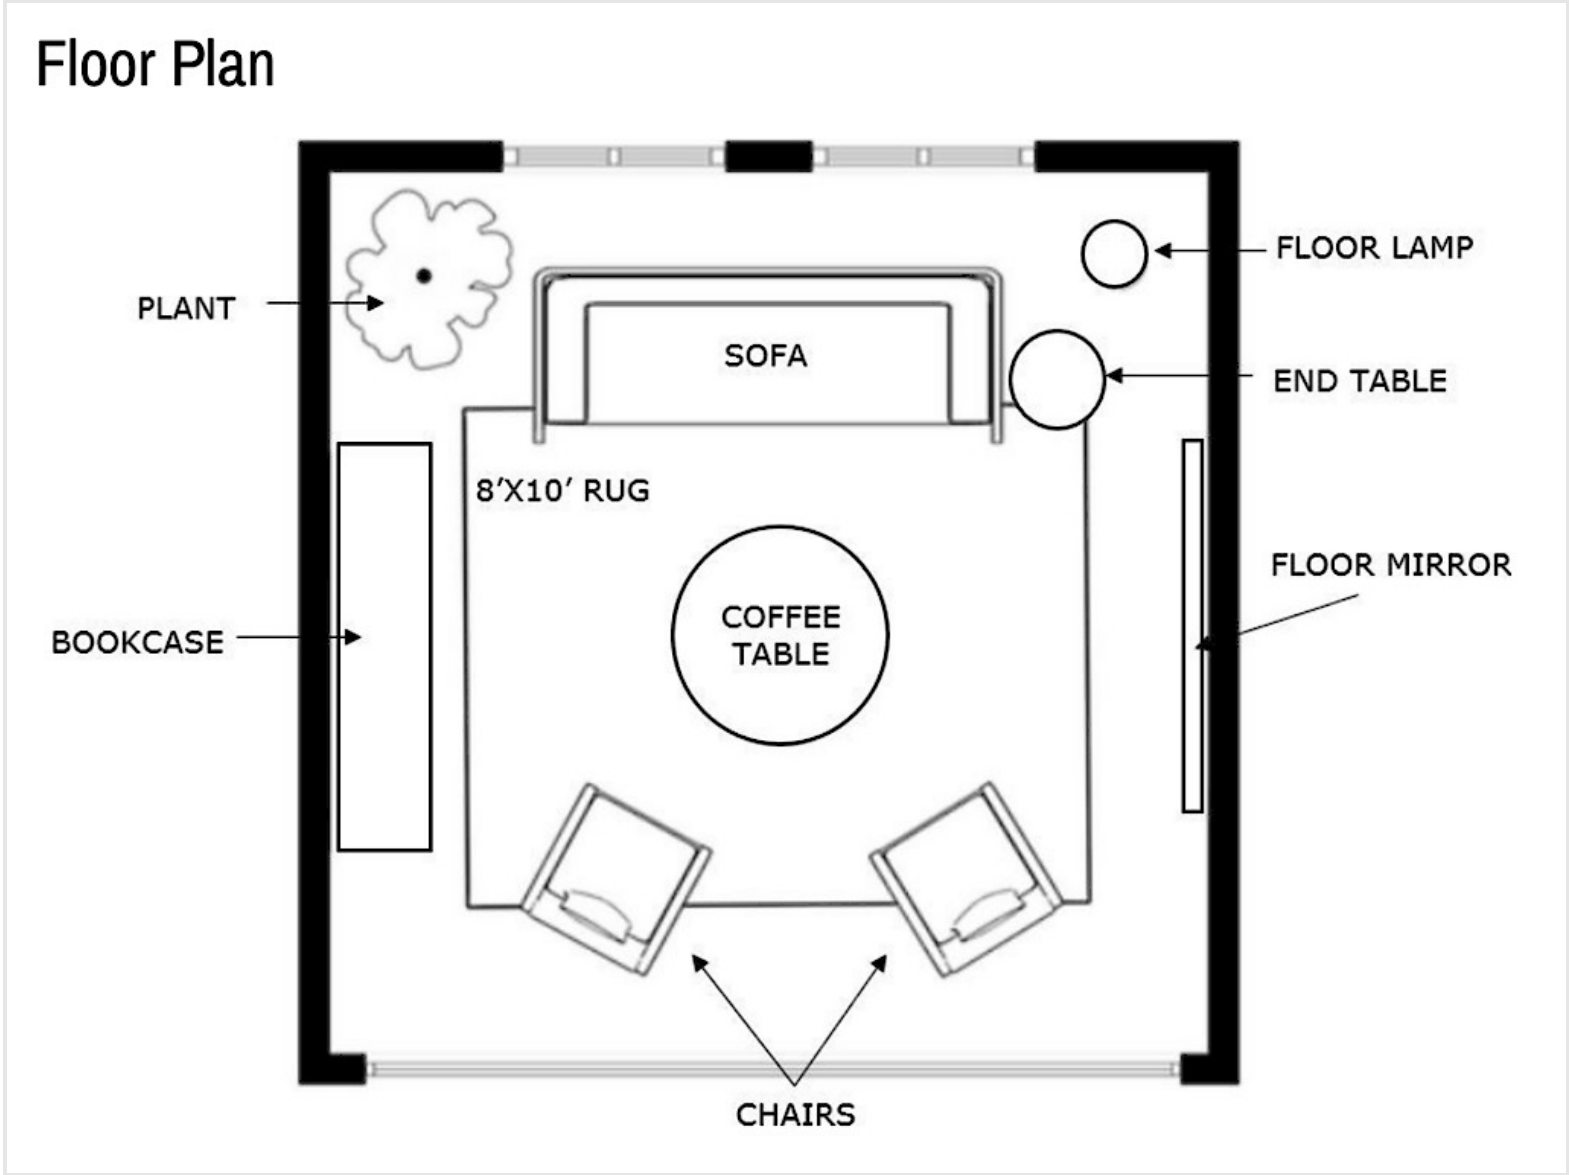 Floor Plan
FLOOR LAMP
PLANT
SOFA
END TABLE
8’X10’ RUG
FLOOR MIRROR
COFFEE
TABLE
BOOKCASE
CHAIRS